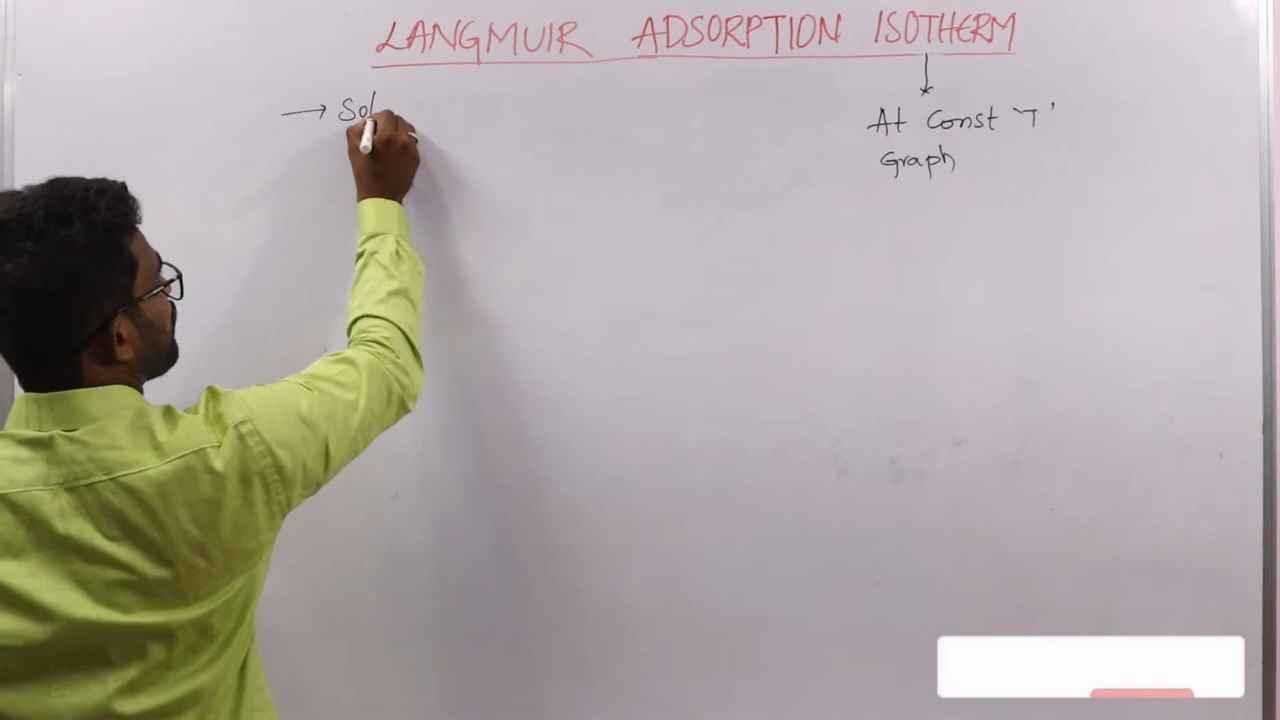 LANGMUIR ADSORPTION ISOTHERM
→ Sol
At Const 'T'
Graph